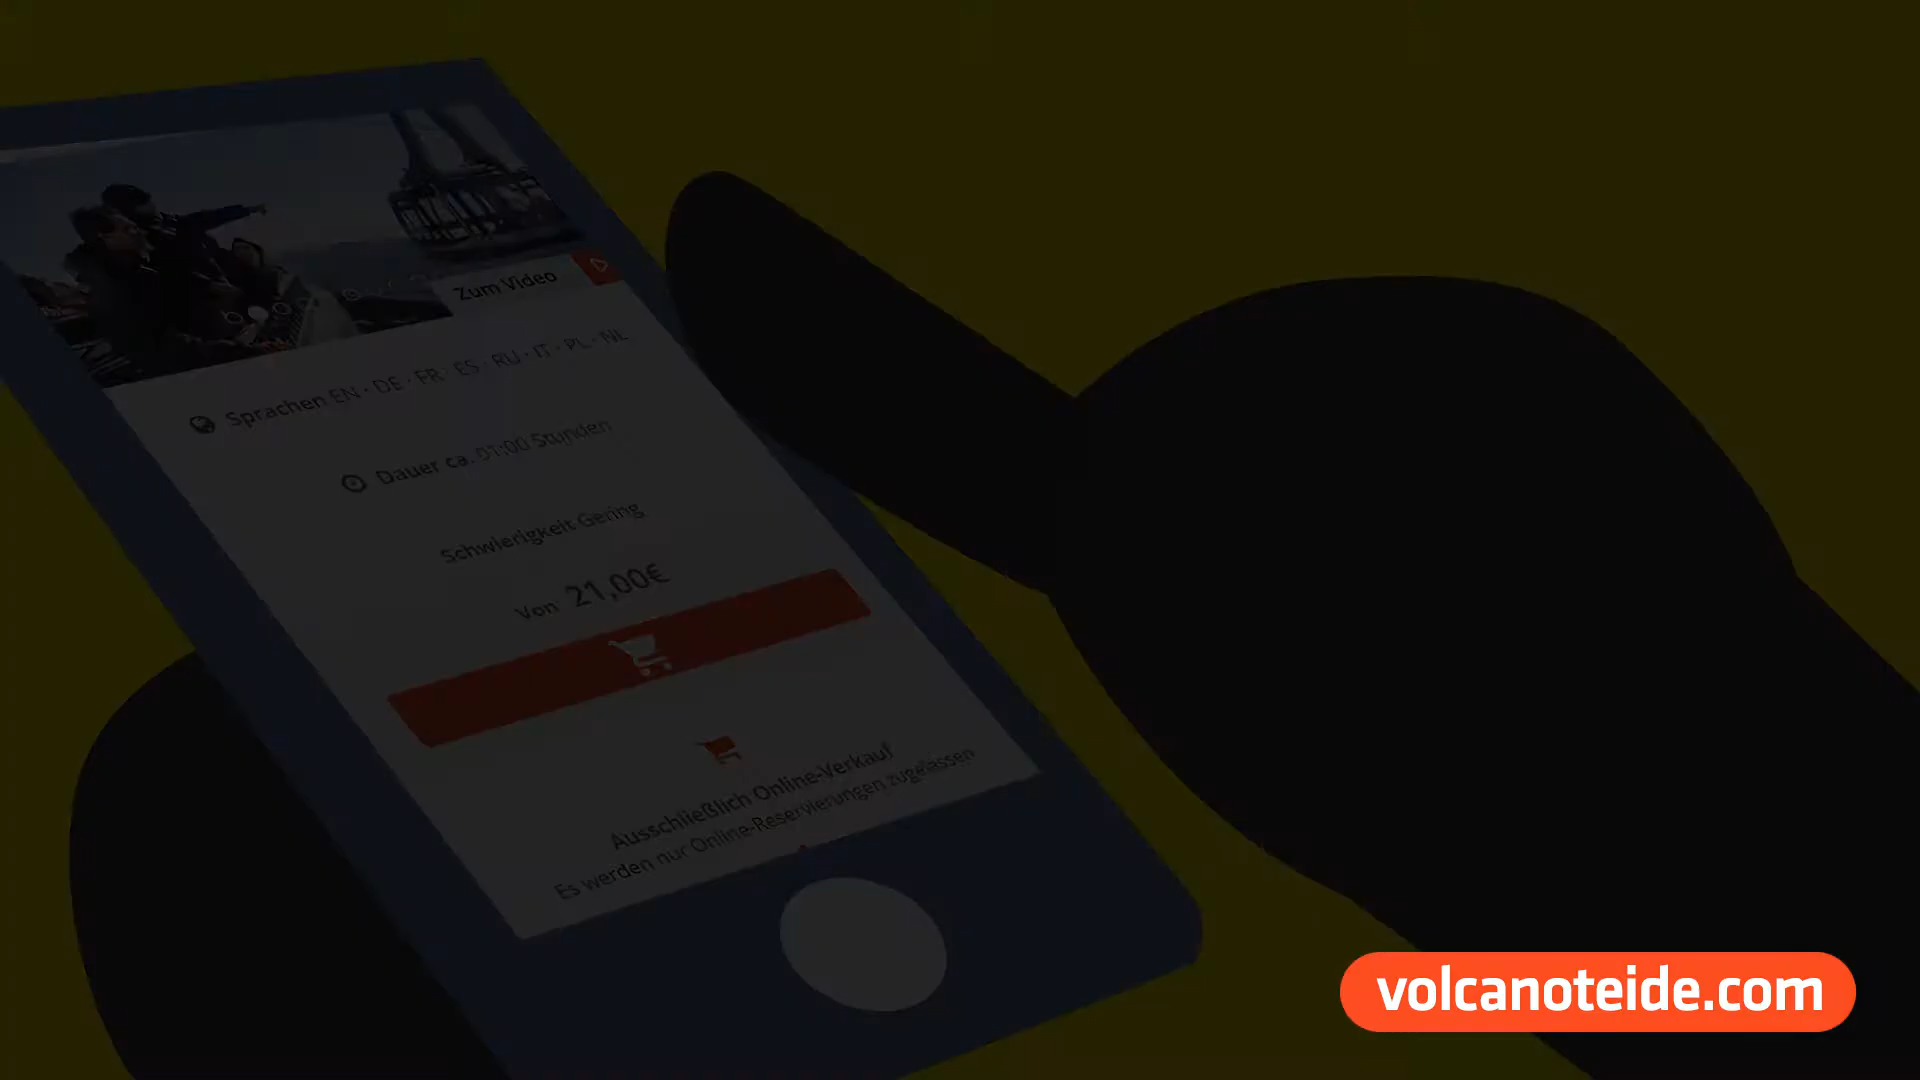 Zum Video
Sprachen EN · DE · FR · ES · RU · IT · PL · NL
Dauer ca. 01:00 Stunden
Schwierigkeit Gering
Von 21,00€
Ausschließlich Online-Verkauf
Es werden nur Online-Reservierungen zugelassen
volcanoteide.com